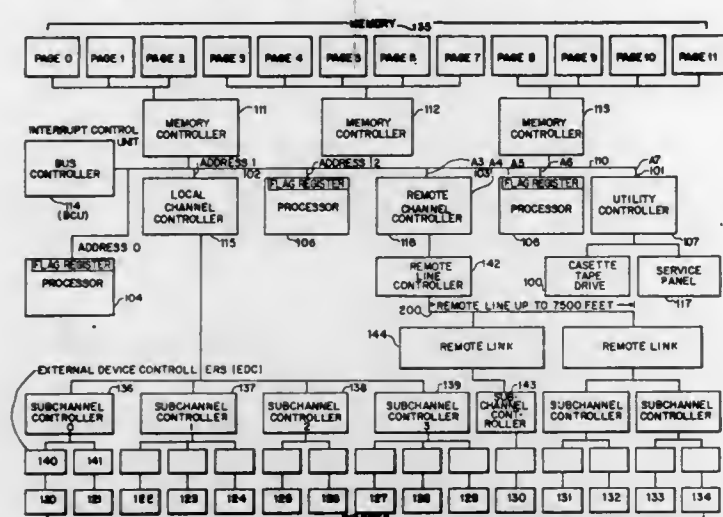 MEMORY 135
PAGE 0 PAGE 1 PAGE 2 PAGE 3 PAGE 4 PAGE 5 PAGE 6 PAGE 7 PAGE 8 PAGE 9 PAGE 10 PAGE 11
111 112 113
MEMORY CONTROLLER
MEMORY CONTROLLER
MEMORY CONTROLLER
INTERRUPT CONTROL UNIT
BUS CONTROLLER
114 (BCU)
ADDRESS 1
102
ADDRESS 2
A3 A4 A5 A6 110 A7
103 101
LOCAL CHANNEL CONTROLLER
115
FLAG REGISTER
PROCESSOR
106
REMOTE CHANNEL CONTROLLER
116
FLAG REGISTER
PROCESSOR
108
UTILITY CONTROLLER
107
ADDRESS 0
FLAG REGISTER
PROCESSOR
104
REMOTE LINE CONTROLLER
142
100
CASETTE TAPE DRIVE
SERVICE PANEL
117
200
REMOTE LINE UP TO 7500 FEET
144
REMOTE LINK
REMOTE LINK
EXTERNAL DEVICE CONTROLLERS (EDC)
136 137 138 139 143
SUBCHANNEL CONTROLLER 0
SUBCHANNEL CONTROLLER 1
SUBCHANNEL CONTROLLER 2
SUBCHANNEL CONTROLLER 3
SUB-CHANNEL CONTROLLER
SUBCHANNEL CONTROLLER
SUBCHANNEL CONTROLLER
140 141
120 121 122 123 124 125 126 127 128 129 130 131 132 133 134